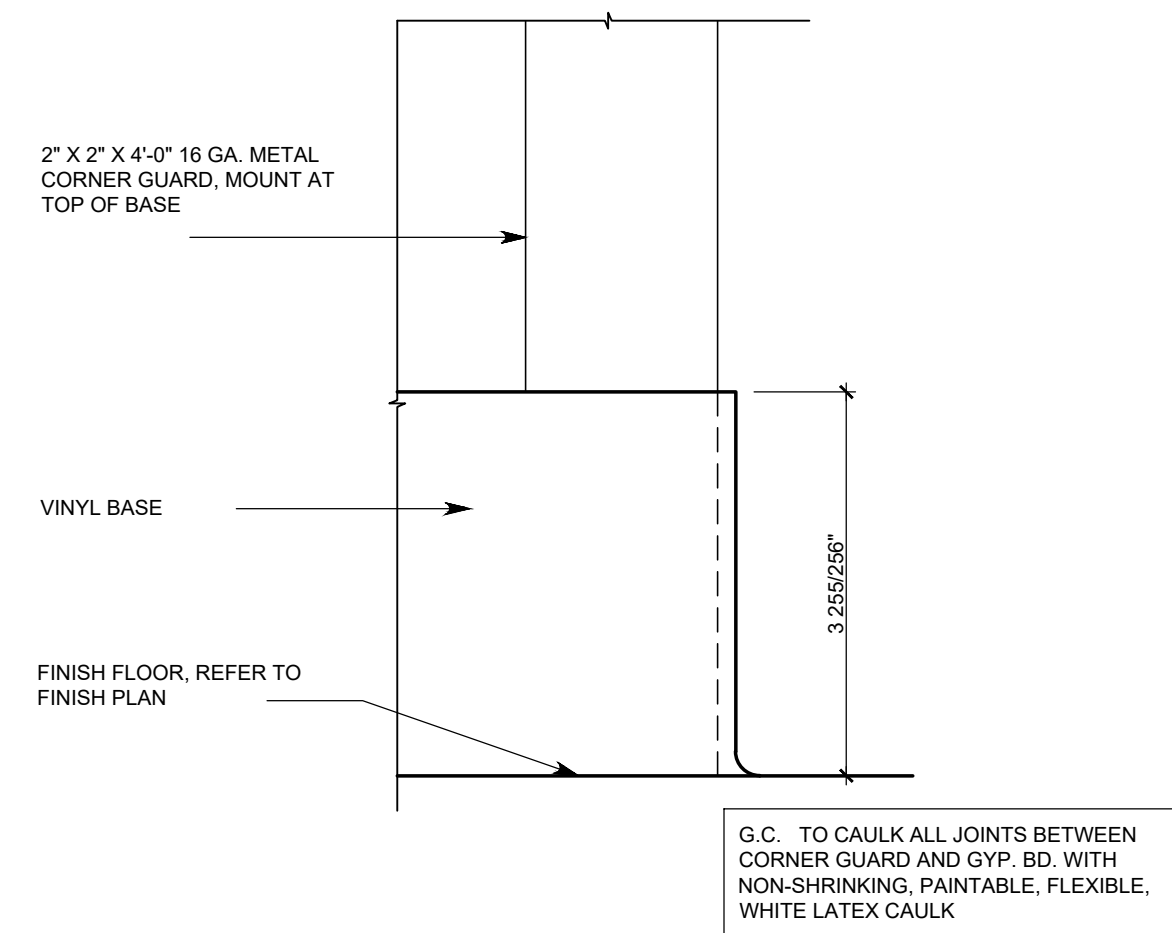 2" X 2" X 4'-0" 16 GA. METAL
CORNER GUARD, MOUNT AT
TOP OF BASE
VINYL BASE
3 255/256"
FINISH FLOOR, REFER TO
FINISH PLAN
G.C. TO CAULK ALL JOINTS BETWEEN
CORNER GUARD AND GYP. BD. WITH
NON-SHRINKING, PAINTABLE, FLEXIBLE,
WHITE LATEX CAULK